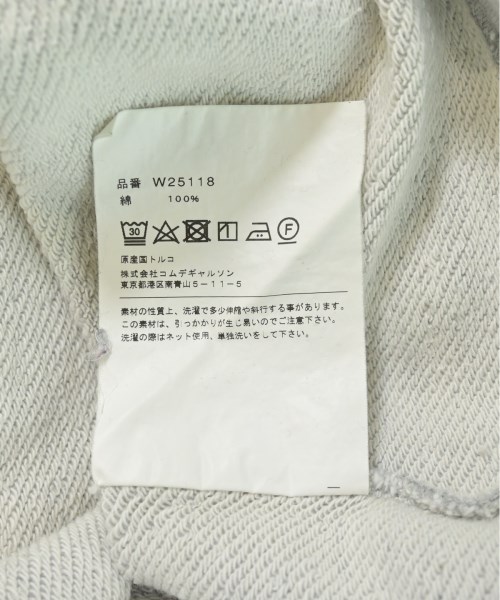 品番 W25118
綿 100%
30 F
原産国トルコ
株式会社コムデギャルソン
東京都港区南青山5-11-5
素材の性質上、洗濯で多少伸縮や斜行する事があります。
この素材は、引っかかりが生じ易いのでご注意下さい。
洗濯の際はネット使用、単独洗いをして下さい。